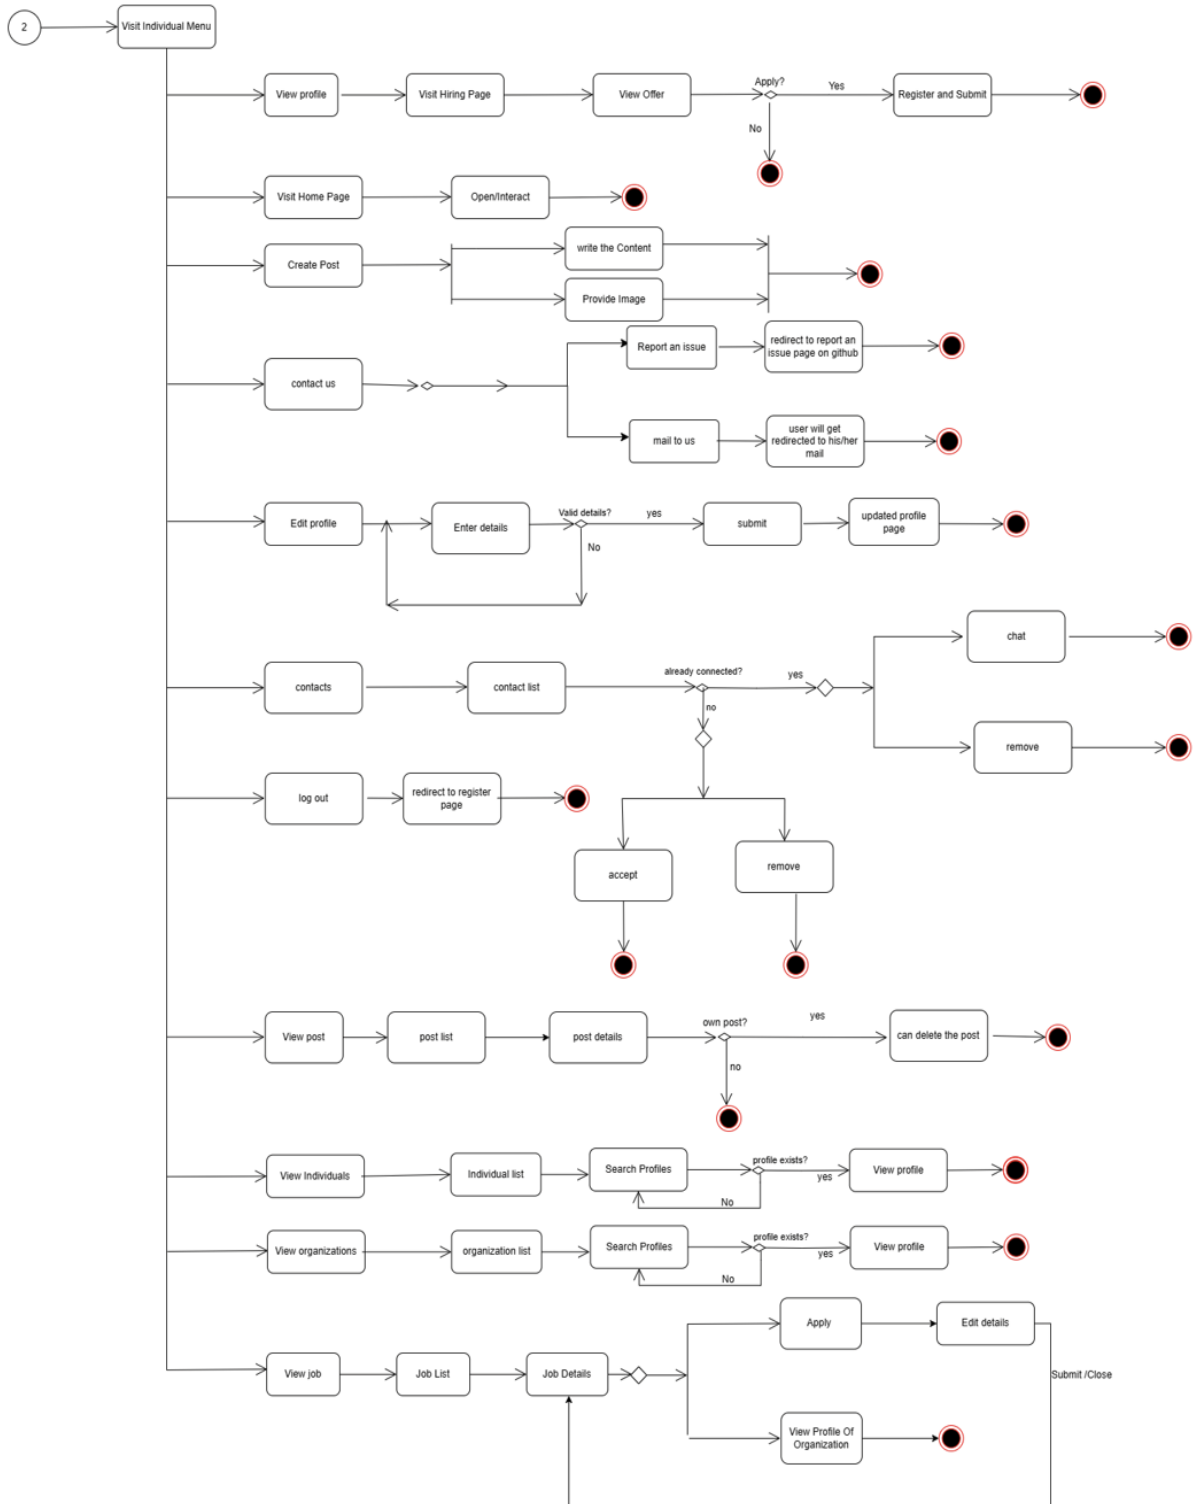 2
Visit Individual Menu
View profile
Visit Hiring Page
View Offer
Apply?
Yes
Register and Submit
No
Visit Home Page
Open/Interact
Create Post
write the Content
Provide Image
contact us
Report an issue
redirect to report an
issue page on github
mail to us
user will get
redirected to his/her
mail
Edit profile
Enter details
Valid details?
yes
No
submit
updated profile
page
contacts
contact list
already connected?
yes
no
chat
remove
log out
redirect to register
page
accept
remove
View post
post list
post details
own post?
yes
no
can delete the post
View Individuals
Individual list
Search Profiles
profile exists?
yes
No
View profile
View organizations
organization list
Search Profiles
profile exists?
yes
No
View profile
View job
Job List
Job Details
Apply
Edit details
Submit /Close
View Profile Of
Organization